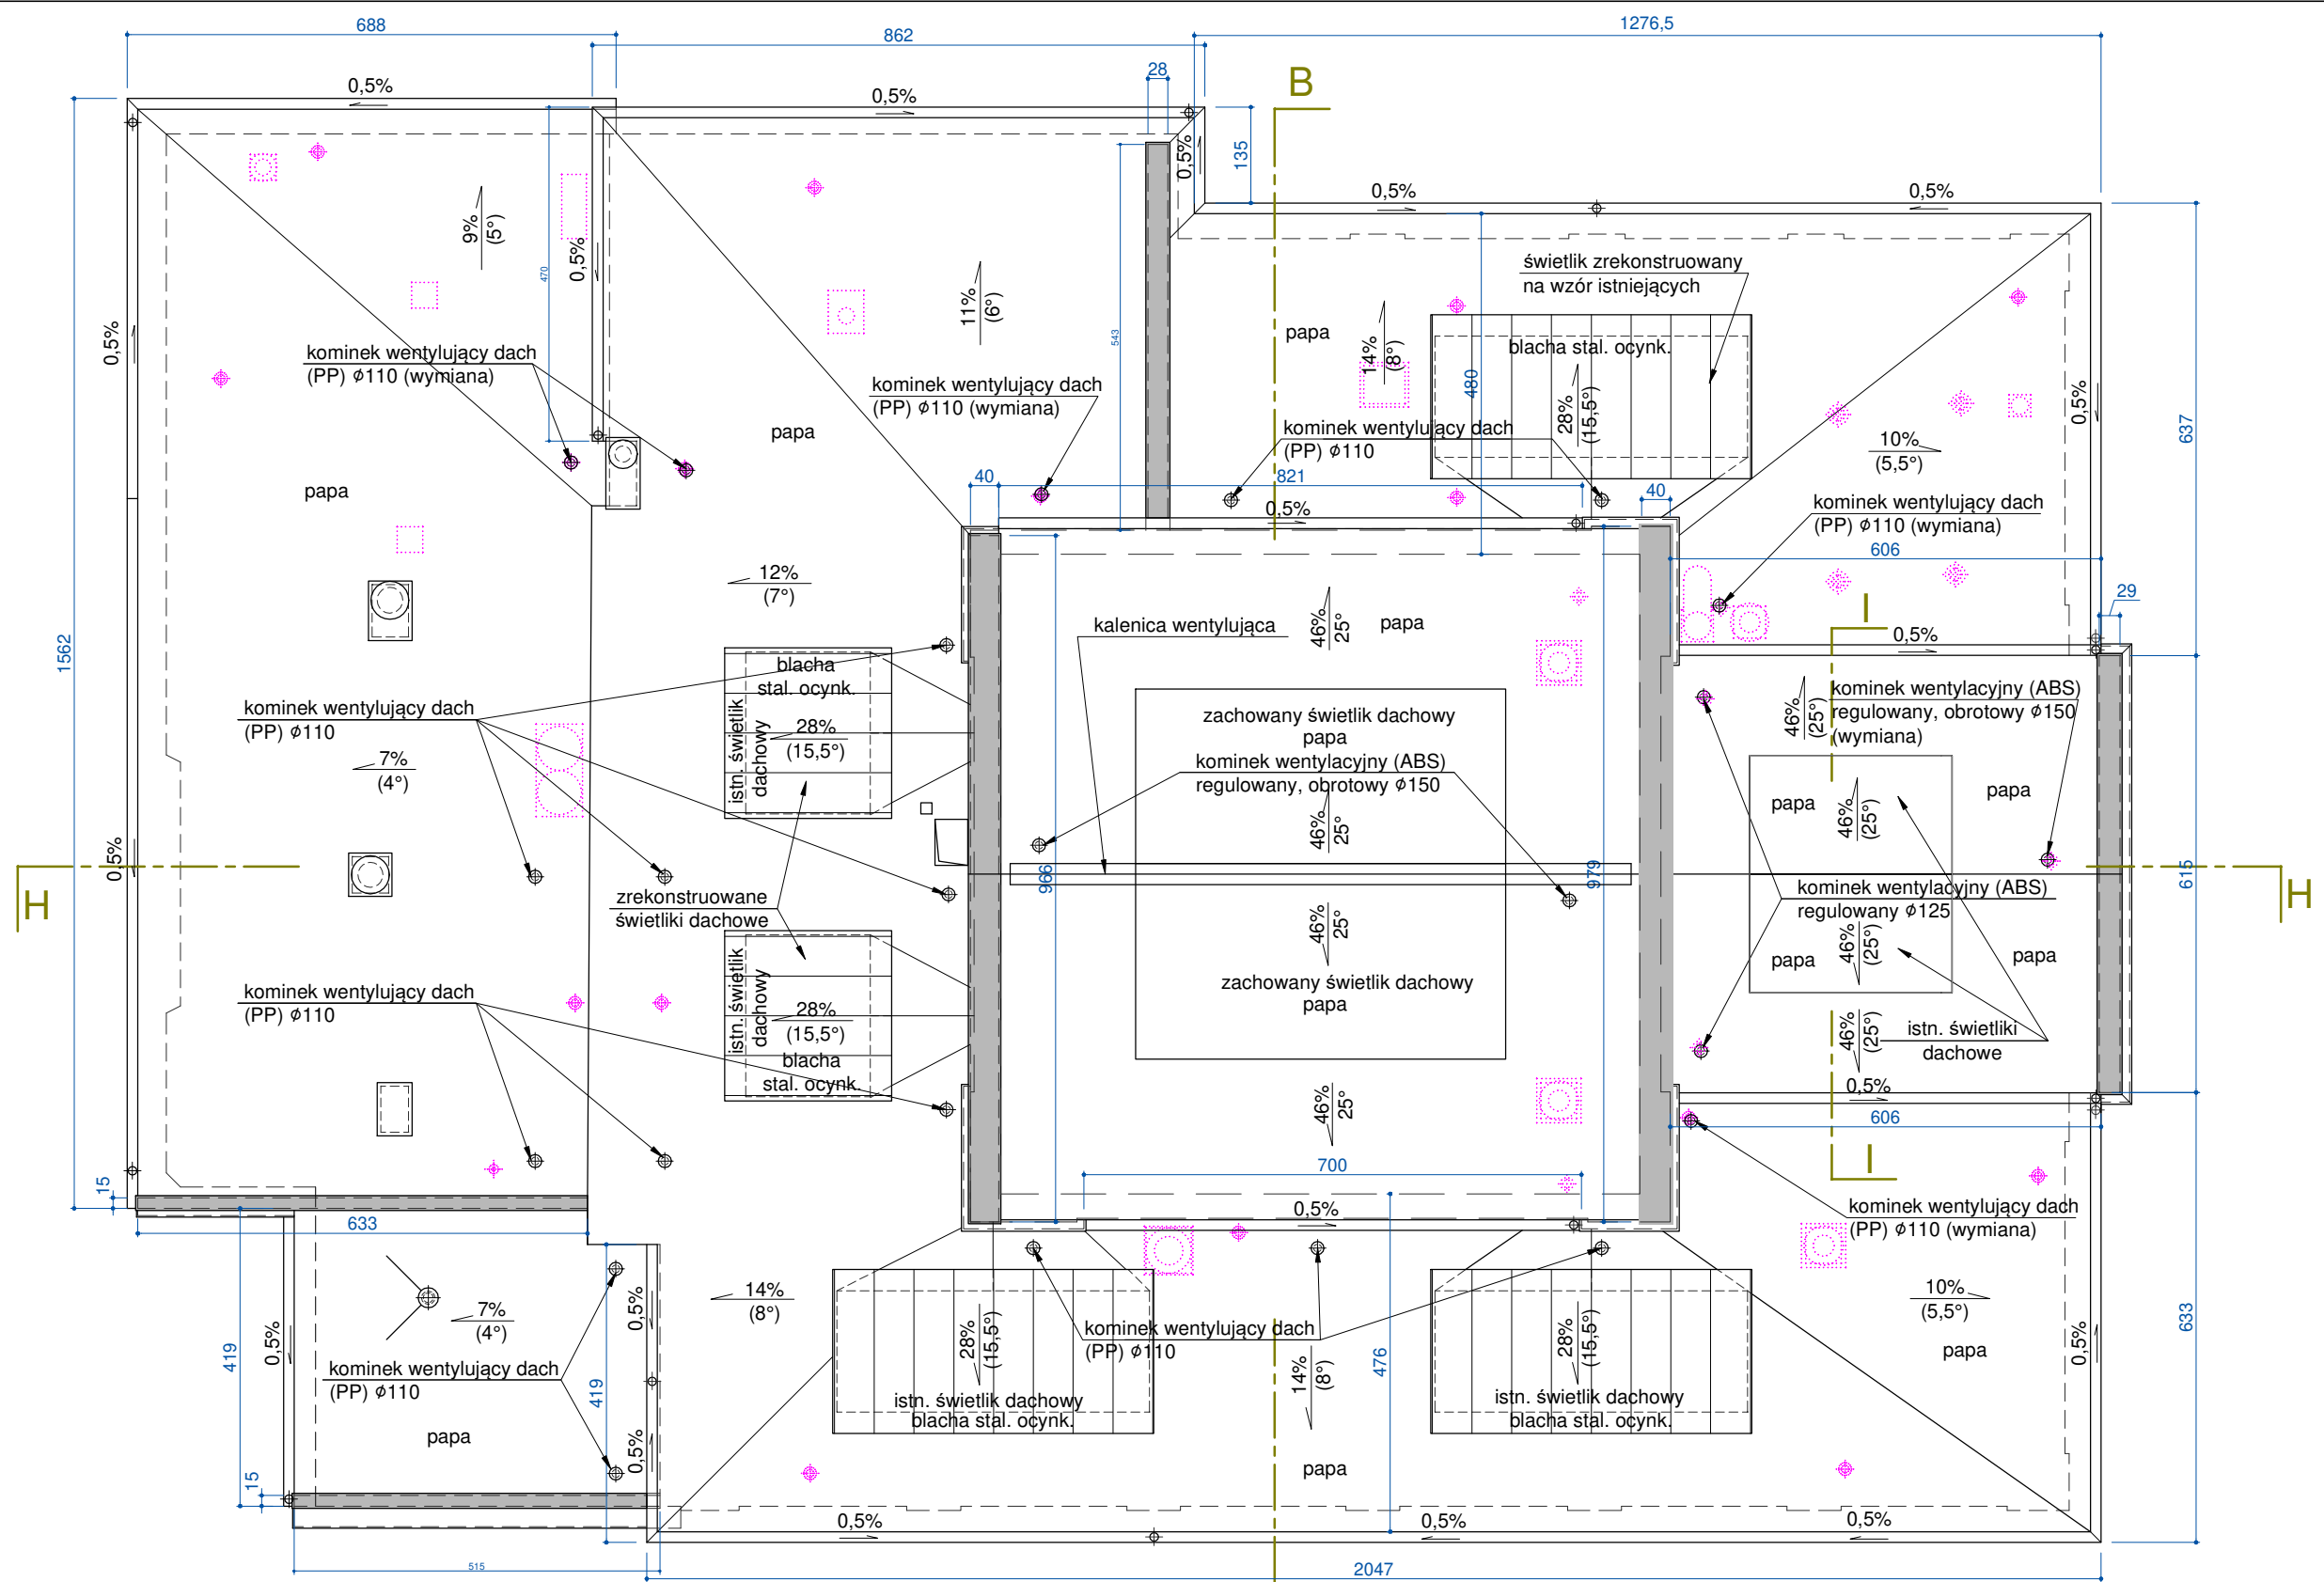 688
862
1276,5
28
B
0,5%
0,5%
0,5%
135
0,5%
0,5%
9%
(5°)
0,5%
470
11%
(6°)
543
świetlik zrekonstruowany
na wzór istniejących
papa
14%
(8°)
blacha stal. ocynk.
480
28%
(15,5°)
0,5%
637
0,5%
kominek wentylujący dach
(PP) ϕ110 (wymiana)
kominek wentylujący dach
(PP) ϕ110 (wymiana)
papa
kominek wentylujący dach
(PP) ϕ110
10%
(5,5°)
papa
40
821
40
0,5%
kominek wentylujący dach
(PP) ϕ110 (wymiana)
606
12%
(7°)
29
1562
kalenica wentylująca
46%
25°
papa
I
0,5%
blacha
stal. ocynk.
istn. świetlik
dachowy
28%
(15,5°)
kominek wentylujący dach
(PP) ϕ110
7%
(4°)
zachowany świetlik dachowy
papa
kominek wentylacyjny (ABS)
regulowany, obrotowy ϕ150
46%
25°
46%
(25°)
kominek wentylacyjny (ABS)
regulowany, obrotowy ϕ150
(wymiana)
papa
46%
(25°)
papa
0,5%
H
966
979
615
H
zrekonstruowane
świetliki dachowe
kominek wentylacyjny (ABS)
regulowany ϕ125
46%
25°
papa
46%
(25°)
papa
istn. świetlik
dachowy
28%
(15,5°)
blacha
stal. ocynk.
kominek wentylujący dach
(PP) ϕ110
zachowany świetlik dachowy
papa
46%
(25°)
istn. świetliki
dachowe
46%
25°
0,5%
606
700
I
15
633
0,5%
kominek wentylujący dach
(PP) ϕ110 (wymiana)
7%
(4°)
0,5%
14%
(8°)
10%
(5,5°)
419
0,5%
28%
(15,5°)
kominek wentylujący dach
(PP) ϕ110
14%
(8°)
476
28%
(15,5°)
papa
0,5%
633
kominek wentylujący dach
(PP) ϕ110
419
istn. świetlik dachowy
blacha stal. ocynk.
istn. świetlik dachowy
blacha stal. ocynk.
papa
0,5%
papa
15
0,5%
0,5%
0,5%
515
2047